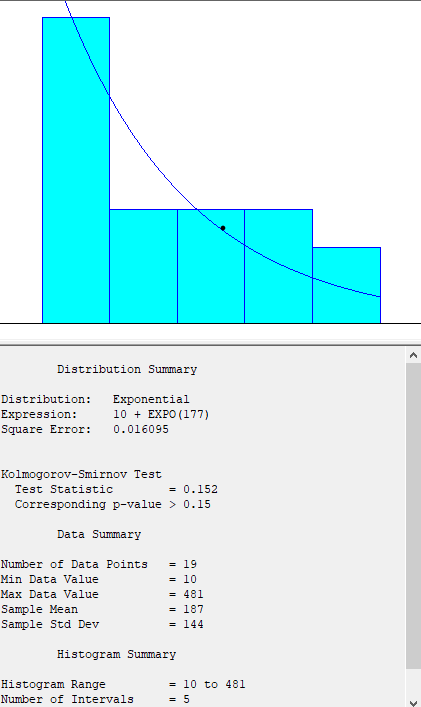 Distribution Summary
Distribution: Exponential
Expression: 10 + EXPO(177)
Square Error: 0.016095
Kolmogorov-Smirnov Test
Test Statistic = 0.152
Corresponding p-value > 0.15
Data Summary
Number of Data Points = 19
Min Data Value = 10
Max Data Value = 481
Sample Mean = 187
Sample Std Dev = 144
Histogram Summary
Histogram Range = 10 to 481
Number of Intervals = 5